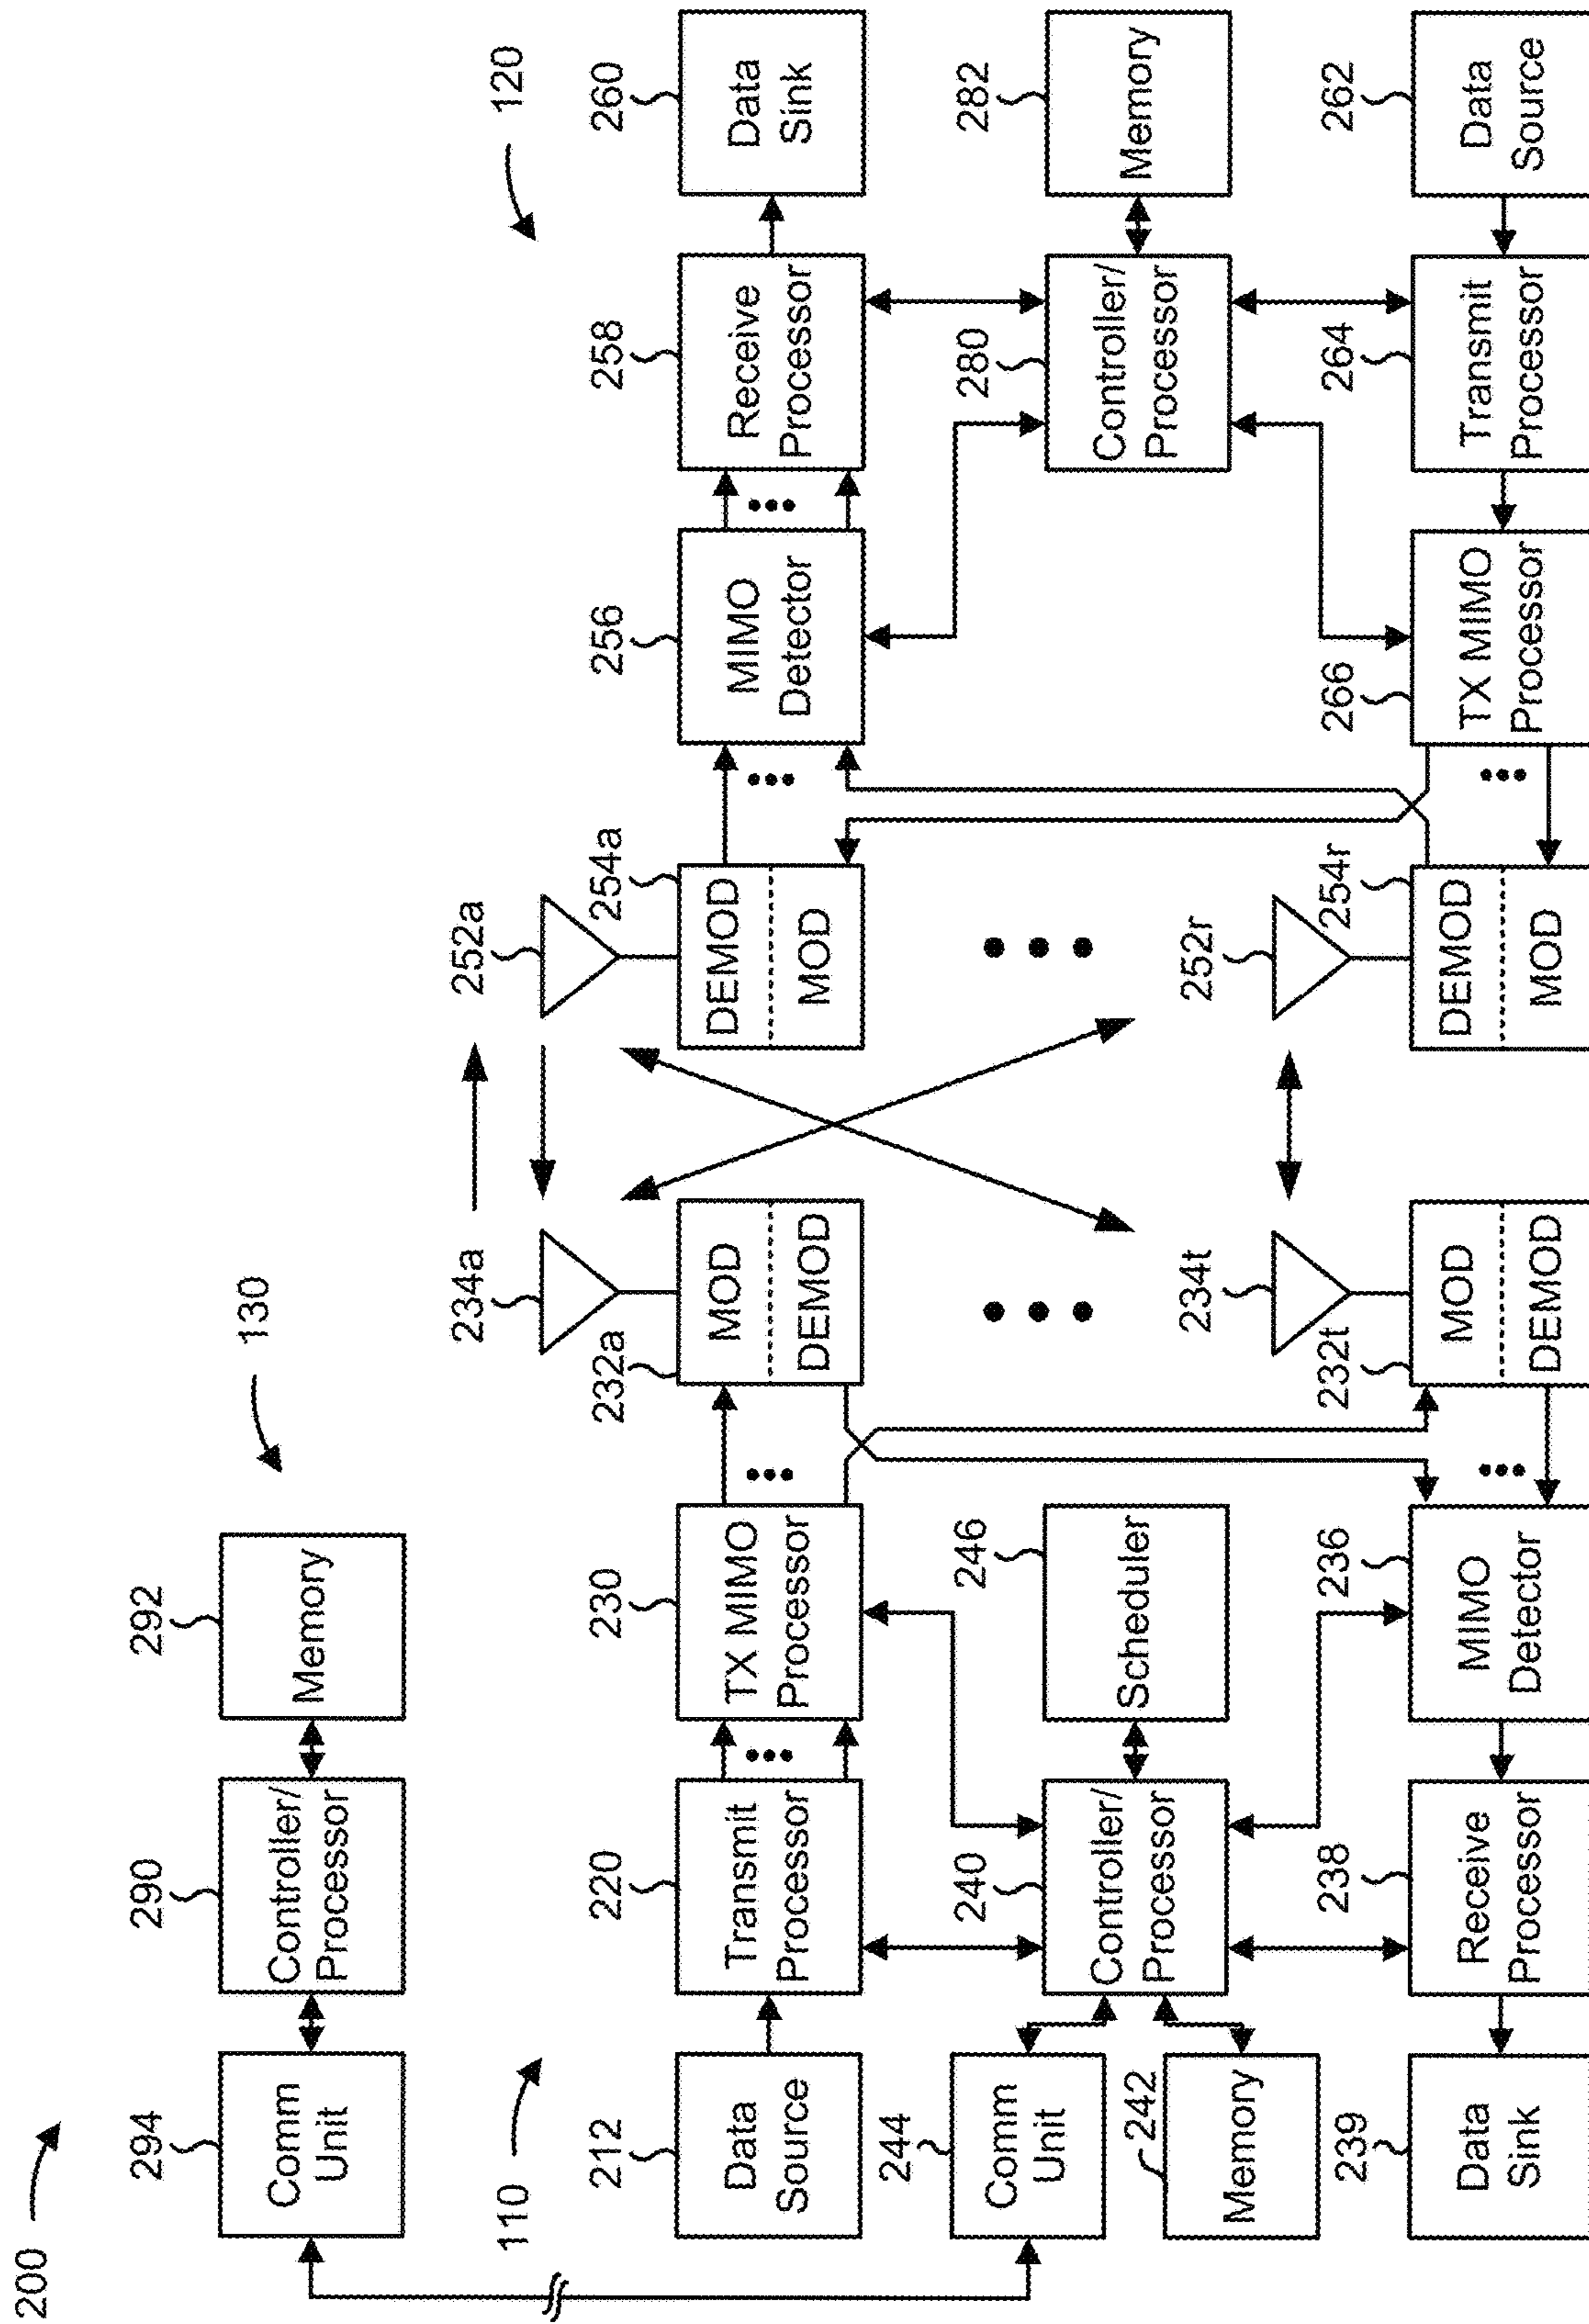 200
130
294
290
292
Comm
Unit
Controller/
Processor
Memory
110
120
234a
252a
212
220
230
232a
254a
256
258
260
Data
Source
Transmit
Processor
TX MIMO
Processor
MOD
DEMOD
DEMOD
MOD
MIMO
Detector
Receive
Processor
Data
Sink
244
240
246
280
282
Comm
Unit
Controller/
Processor
Scheduler
Controller/
Processor
Memory
242
Memory
234t
252r
239
238
236
232t
254r
266
264
262
Data
Sink
Receive
Processor
MIMO
Detector
MOD
DEMOD
DEMOD
MOD
TX MIMO
Processor
Transmit
Processor
Data
Source